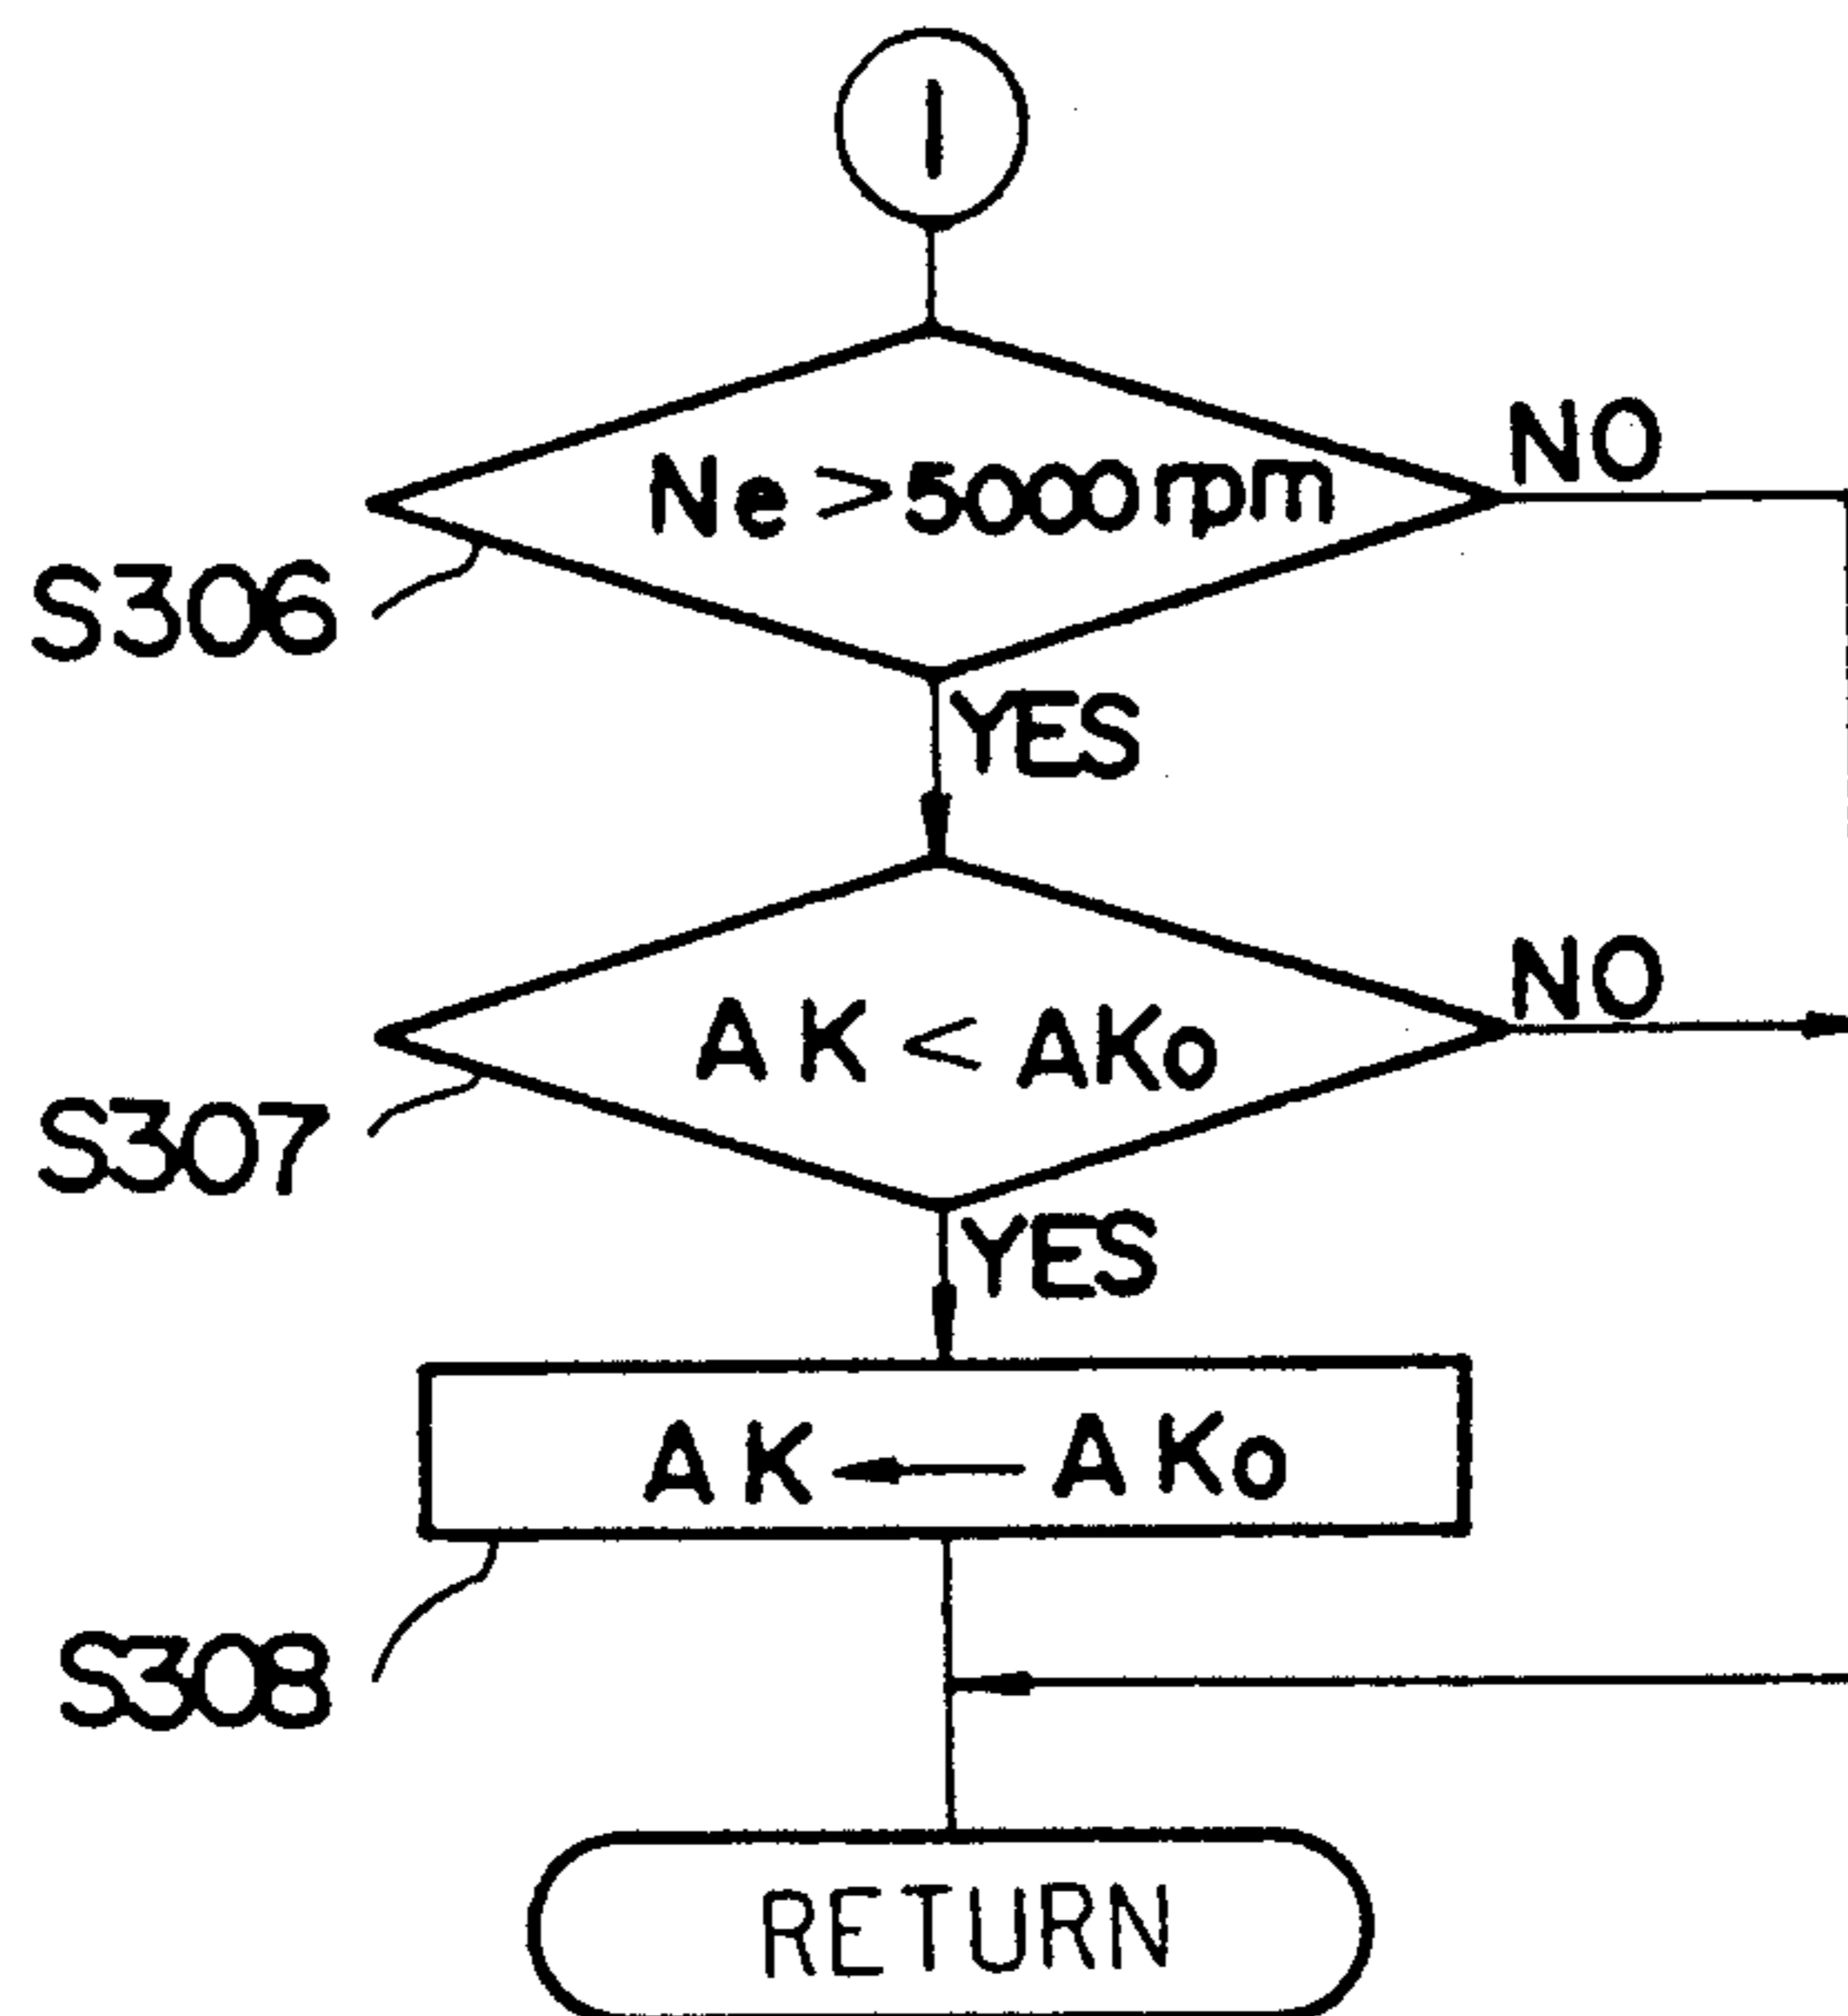 1
Ne > 5000rpm
NO
S306
YES
AK < AKo
NO
S307
YES
AK ← AKo
S308
RETURN